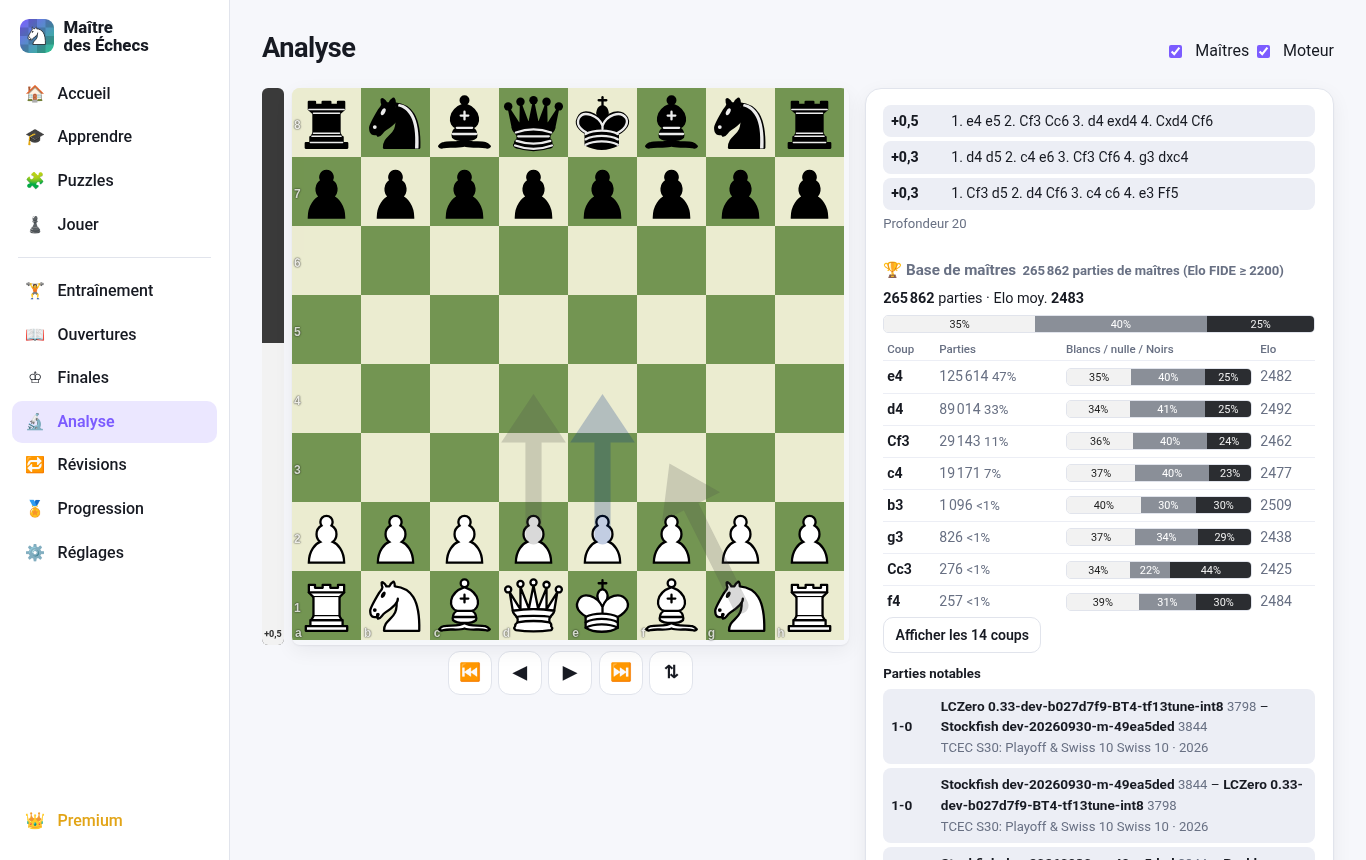 Maître
des Échecs
Accueil
Apprendre
Puzzles
Jouer
Entraînement
Ouvertures
Finales
Analyse
Révisions
Progression
Réglages
Premium
Analyse
Maîtres
Moteur
+0,5
8
7
6
5
4
3
2
1
a b c d e f g h
+0,5 1. e4 e5 2. Cf3 Cc6 3. d4 exd4 4. Cxd4 Cf6
+0,3 1. d4 d5 2. c4 e6 3. Cf3 Cf6 4. g3 dxc4
+0,3 1. Cf3 d5 2. d4 Cf6 3. c4 c6 4. e3 Ff5
Profondeur 20
Base de maîtres 265 862 parties de maîtres (Elo FIDE ≥ 2200)
265 862 parties · Elo moy. 2483
35% 40% 25%
Coup Parties Blancs / nulle / Noirs Elo
e4 125 614 47% 35% 40% 25% 2482
d4 89 014 33% 34% 41% 25% 2492
Cf3 29 143 11% 36% 40% 24% 2462
c4 19 171 7% 37% 40% 23% 2477
b3 1 096 <1% 40% 30% 30% 2509
g3 826 <1% 37% 34% 29% 2438
Cc3 276 <1% 34% 22% 44% 2425
f4 257 <1% 39% 31% 30% 2484
Afficher les 14 coups
Parties notables
LCZero 0.33-dev-b027d7f9-BT4-tf13tune-int8 3798 –
1-0 Stockfish dev-20260930-m-49ea5ded 3844
TCEC S30: Playoff & Swiss 10 Swiss 10 · 2026
Stockfish dev-20260930-m-49ea5ded 3844 – LCZero 0.33-
1-0 dev-b027d7f9-BT4-tf13tune-int8 3798
TCEC S30: Playoff & Swiss 10 Swiss 10 · 2026